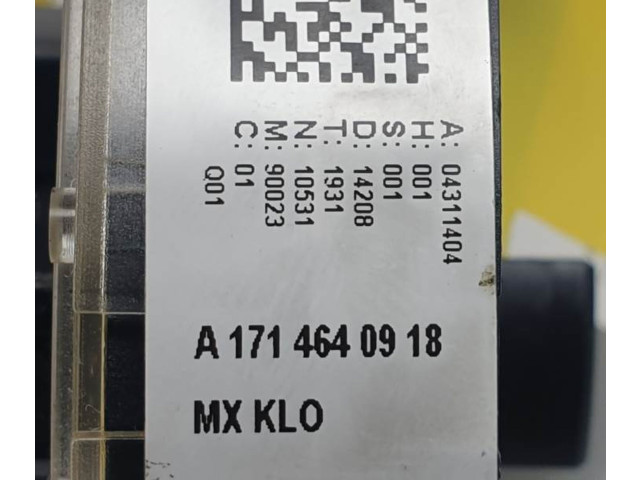 A: 04311404
H: 001
S: 001
D: 14208
T: 1931
N: 10531
M: 90023
C: 01
Q01
A 171 464 09 18
MX KLO